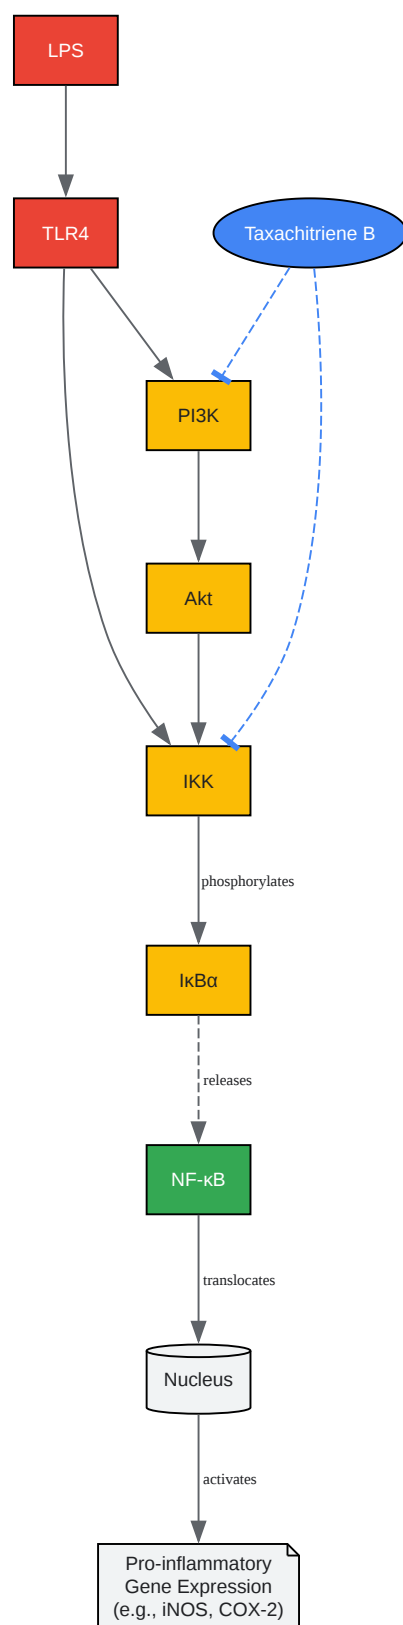 LPS
TLR4
Taxachitriene B
PI3K
Akt
IKK
phosphorylates
IκBα
releases
NF-κB
translocates
Nucleus
activates
Pro-inflammatory
Gene Expression
(e.g., iNOS, COX-2)